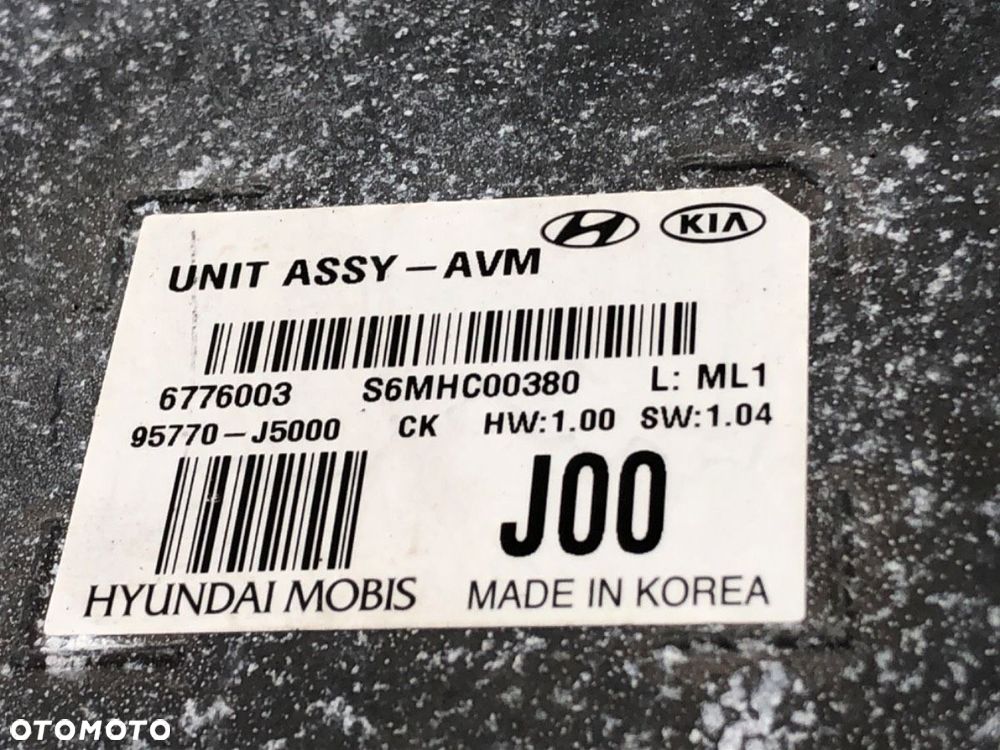 KIA
UNIT ASSY-AVM
6776003 S6MHC00380 L: ML1
95770-J5000 CK HW:1.00 SW:1.04
J00
HYUNDAI MOBIS MADE IN KOREA
OTOMOTO